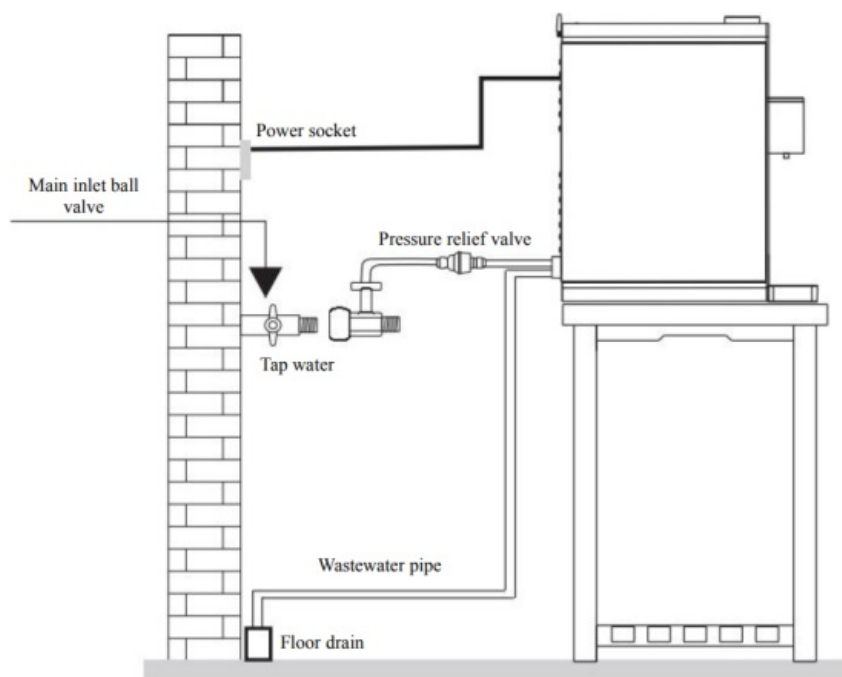 Power socket
Main inlet ball
valve
Pressure relief valve
Tap water
Wastewater pipe
Floor drain